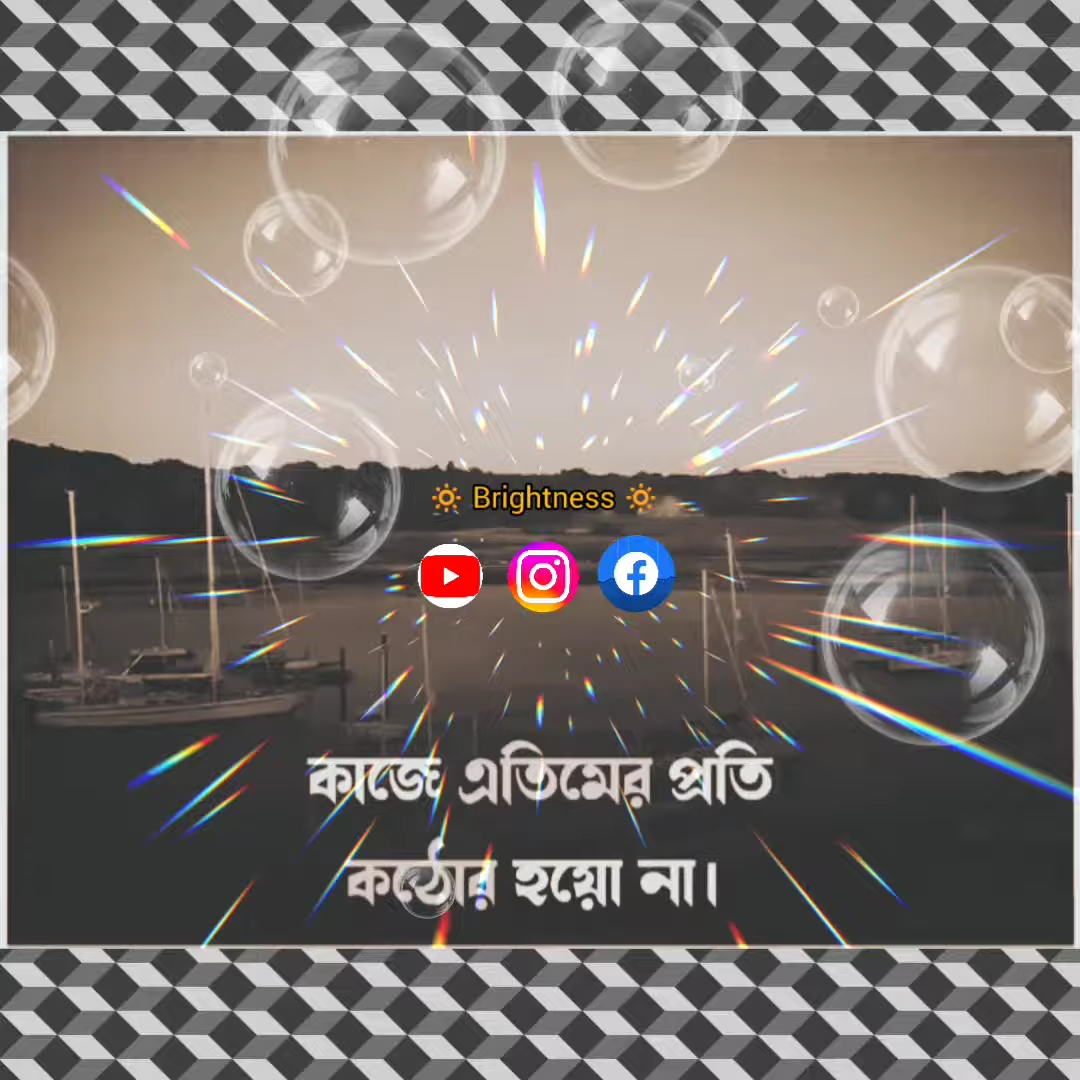 🔆 Brightness 🔆
কাজে এতিমের প্রতি
কঠোর হয়ো না।